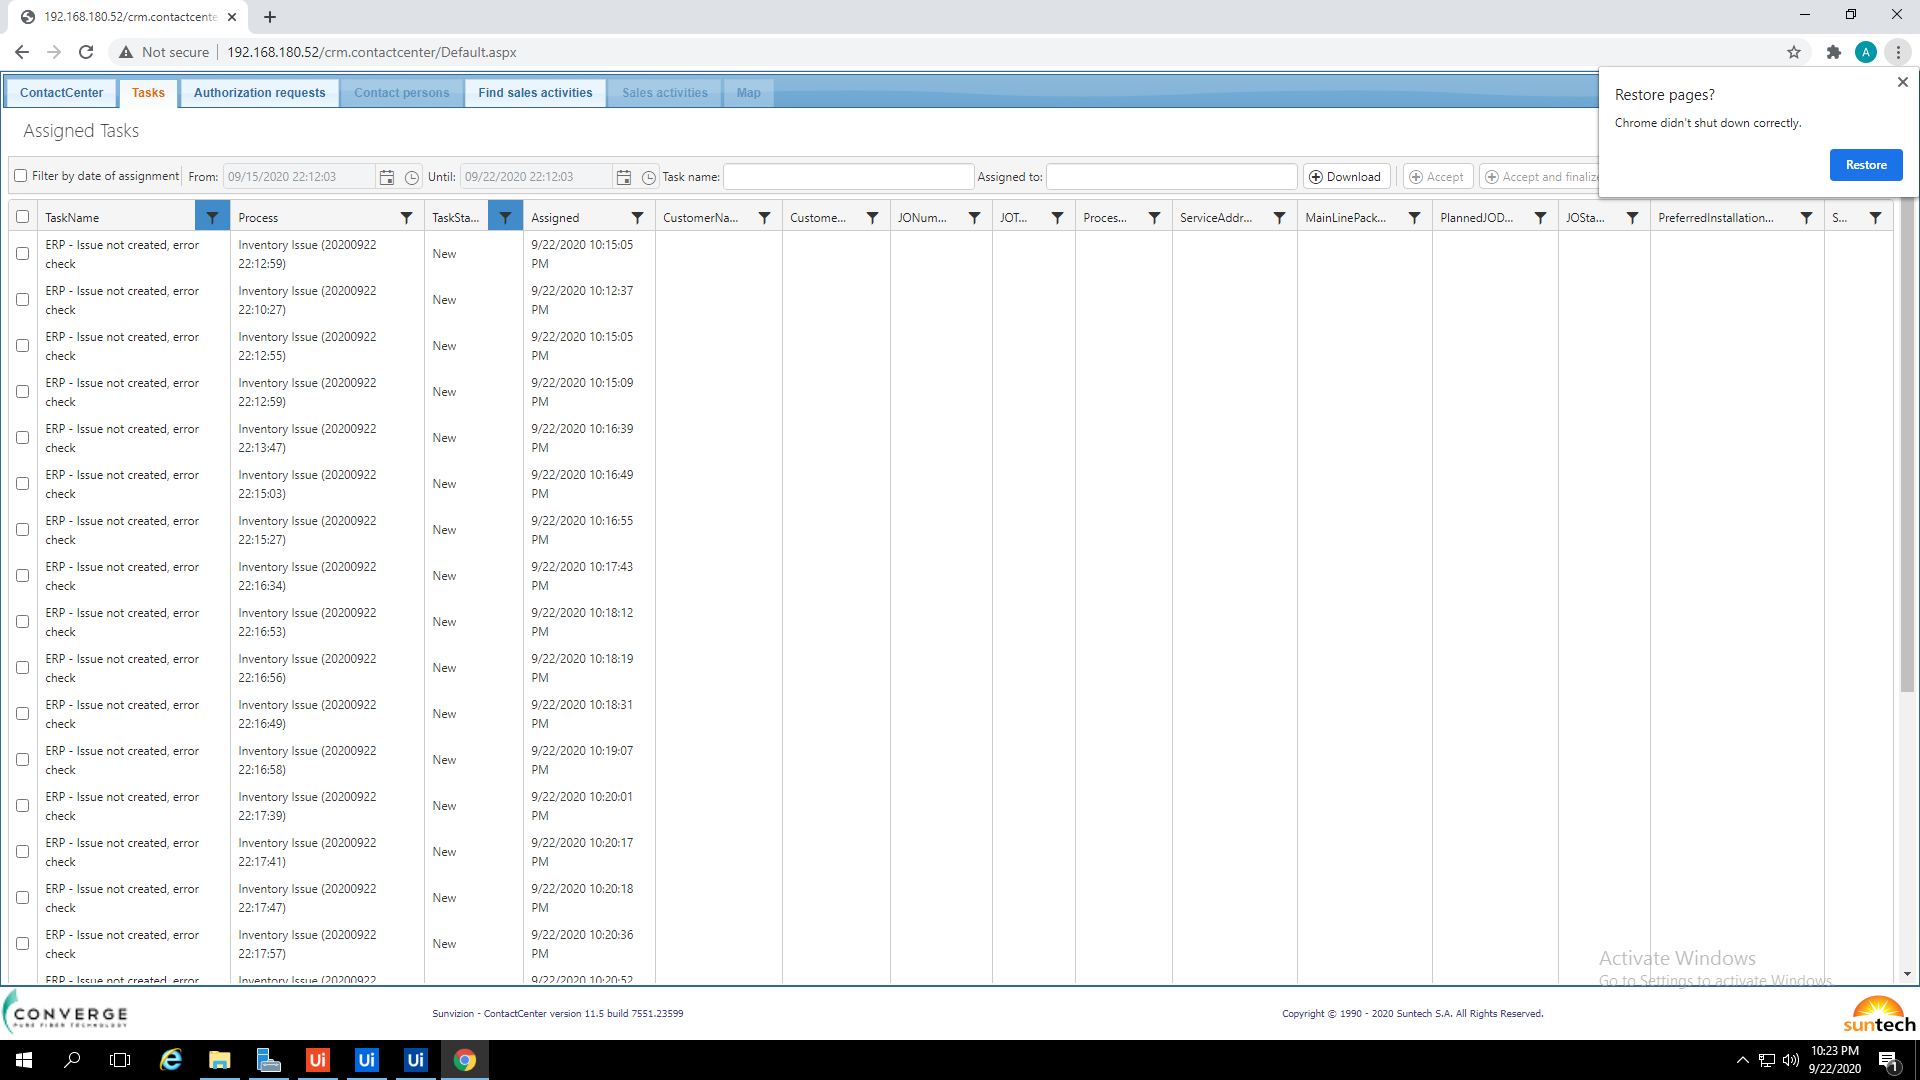 192.168.180.52/crm.contactcente
Not secure
192.168.180.52/crm.contactcenter/Default.aspx
A
ContactCenter
Tasks
Authorization requests
Contact persons
Find sales activities
Sales activities
Map
Restore pages?
Chrome didn't shut down correctly.
Restore
Assigned Tasks
Filter by date of assignment
From:
09/15/2020 22:12:03
Until:
09/22/2020 22:12:03
Task name:
Assigned to:
Download
Accept
Accept and finalize
TaskName
Process
TaskSta...
Assigned
CustomerNa...
Custome...
JONum...
JOT...
Proces...
ServiceAddr...
MainLinePack...
PlannedJOD...
JOSta...
PreferredInstallation...
S...
ERP - Issue not created, error
check
Inventory Issue (20200922
22:12:59)
New
9/22/2020 10:15:05
PM
ERP - Issue not created, error
check
Inventory Issue (20200922
22:10:27)
New
9/22/2020 10:12:37
PM
ERP - Issue not created, error
check
Inventory Issue (20200922
22:12:55)
New
9/22/2020 10:15:05
PM
ERP - Issue not created, error
check
Inventory Issue (20200922
22:12:59)
New
9/22/2020 10:15:09
PM
ERP - Issue not created, error
check
Inventory Issue (20200922
22:13:47)
New
9/22/2020 10:16:39
PM
ERP - Issue not created, error
check
Inventory Issue (20200922
22:15:03)
New
9/22/2020 10:16:49
PM
ERP - Issue not created, error
check
Inventory Issue (20200922
22:15:27)
New
9/22/2020 10:16:55
PM
ERP - Issue not created, error
check
Inventory Issue (20200922
22:16:34)
New
9/22/2020 10:17:43
PM
ERP - Issue not created, error
check
Inventory Issue (20200922
22:16:53)
New
9/22/2020 10:18:12
PM
ERP - Issue not created, error
check
Inventory Issue (20200922
22:16:56)
New
9/22/2020 10:18:19
PM
ERP - Issue not created, error
check
Inventory Issue (20200922
22:16:49)
New
9/22/2020 10:18:31
PM
ERP - Issue not created, error
check
Inventory Issue (20200922
22:16:58)
New
9/22/2020 10:19:07
PM
ERP - Issue not created, error
check
Inventory Issue (20200922
22:17:39)
New
9/22/2020 10:20:01
PM
ERP - Issue not created, error
check
Inventory Issue (20200922
22:17:41)
New
9/22/2020 10:20:17
PM
ERP - Issue not created, error
check
Inventory Issue (20200922
22:17:47)
New
9/22/2020 10:20:18
PM
ERP - Issue not created, error
check
Inventory Issue (20200922
22:17:57)
New
9/22/2020 10:20:36
PM
ERP - Issue not created, error
Inventory Issue (20200922
9/22/2020 10:20:52
Activate Windows
Go to Settings to activate Windows.
CONVERGE
PURE FIBER TECHNOLOGY
Sunvizion - ContactCenter version 11.5 build 7551.23599
Copyright © 1990 - 2020 Suntech S.A. All Rights Reserved.
suntech
Ui
Ui
Ui
10:23 PM
9/22/2020
1